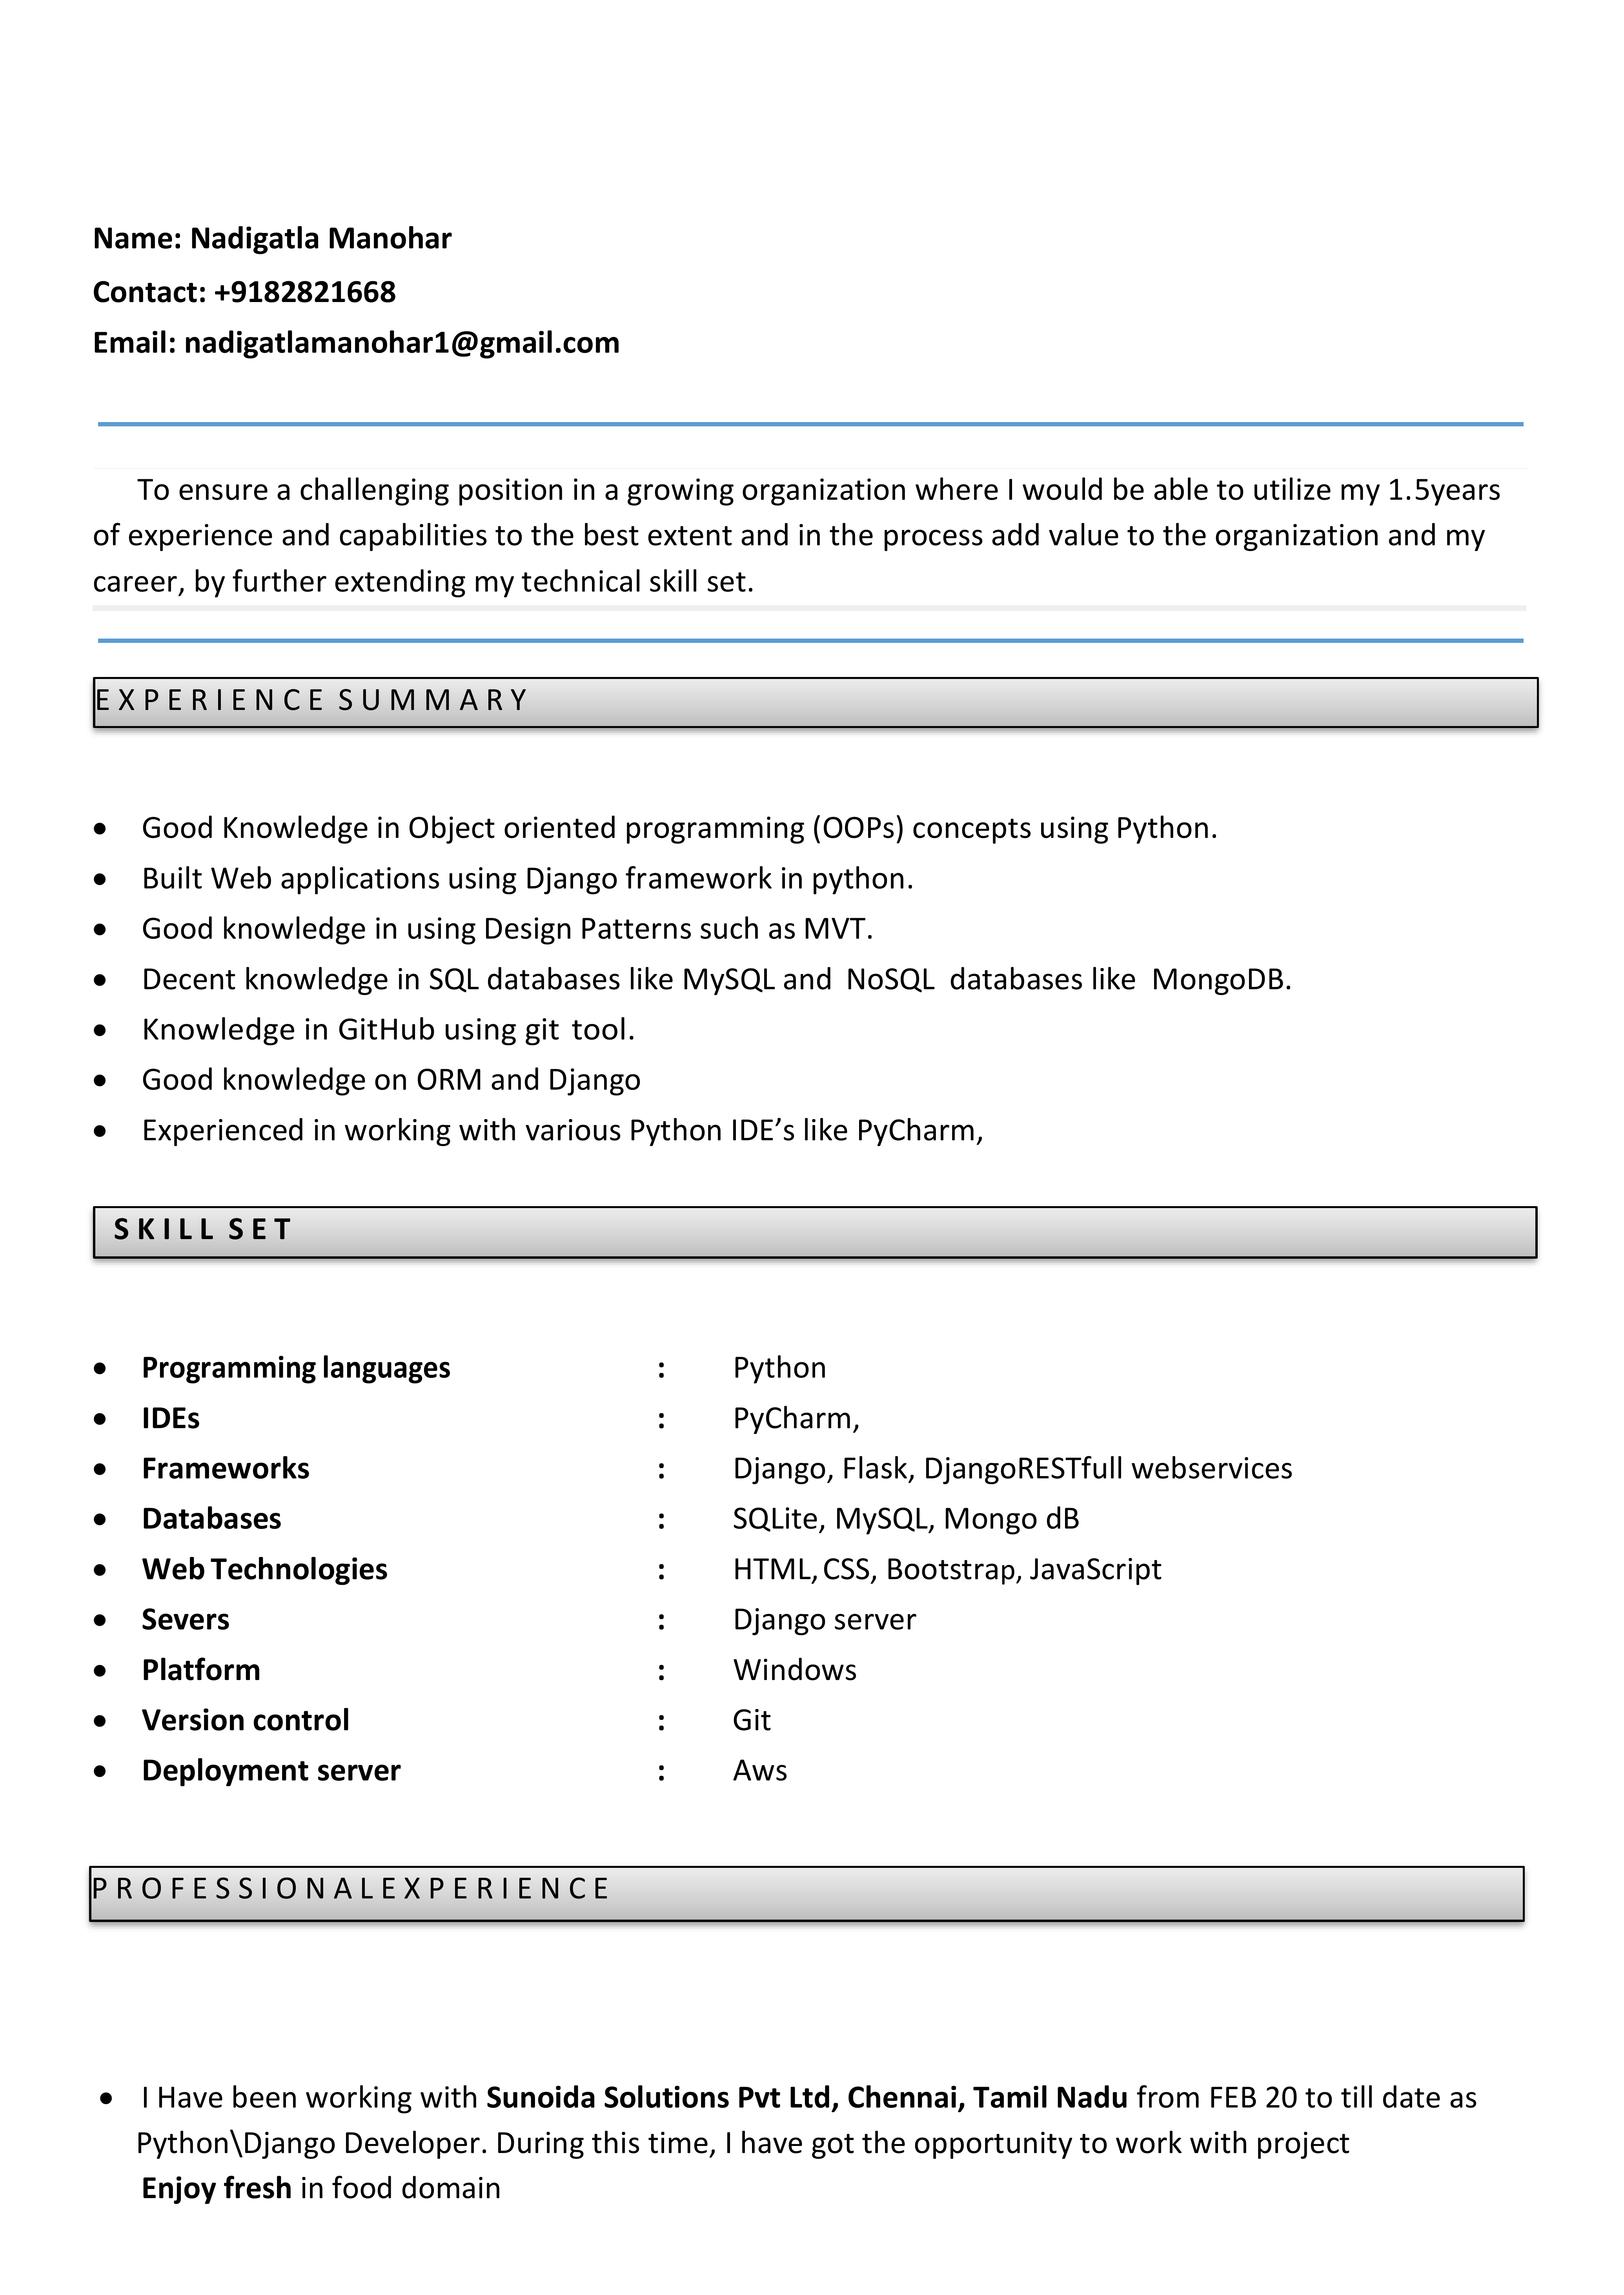 Name: Nadigatla Manohar
Contact: +9182821668
Email: nadigatlamanohar1@gmail.com
To ensure a challenging position in a growing organization where I would be able to utilize my 1.5years
of experience and capabilities to the best extent and in the process add value to the organization and my
career, by further extending my technical skill set.
EXPERIENCE SUMMARY
• Good Knowledge in Object oriented programming (OOPs) concepts using Python.
• Built Web applications using Django framework in python.
• Good knowledge in using Design Patterns such as MVT.
• Decent knowledge in SQL databases like MySQL and NoSQL databases like MongoDB.
• Knowledge in GitHub using git tool.
• Good knowledge on ORM and Django
• Experienced in working with various Python IDE’s like PyCharm,
SKILL SET
• Programming languages : Python
• IDEs : PyCharm,
• Frameworks : Django, Flask, DjangoRESTfull webservices
• Databases : SQLite, MySQL, Mongo dB
• Web Technologies : HTML, CSS, Bootstrap, JavaScript
• Severs : Django server
• Platform : Windows
• Version control : Git
• Deployment server : Aws
PROFESSIONALEXPERIENCE
• I Have been working with Sunoida Solutions Pvt Ltd, Chennai, Tamil Nadu from FEB 20 to till date as
Python\Django Developer. During this time, I have got the opportunity to work with project
Enjoy fresh in food domain